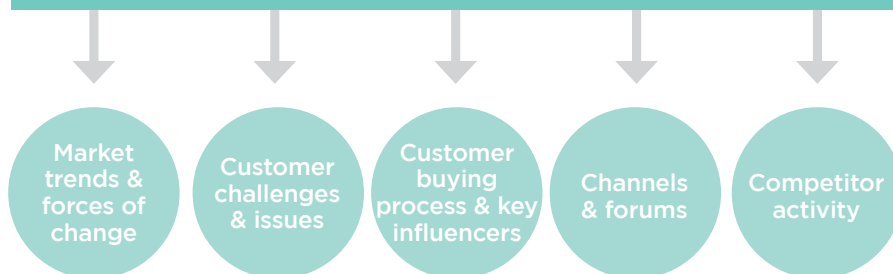 Market
trends &
forces of
change
Customer
challenges
& issues
Customer
buying
process & key
influencers
Channels
& forums
Competitor
activity